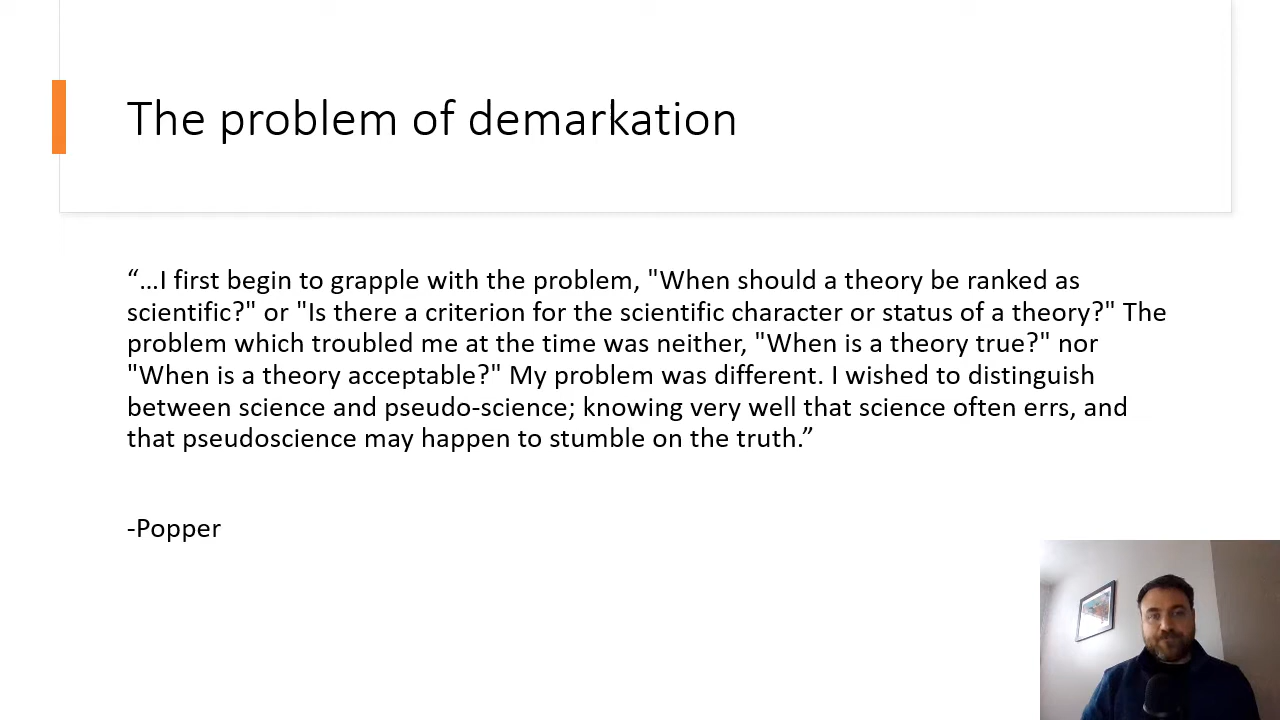 The problem of demarkation
“…I first begin to grapple with the problem, "When should a theory be ranked as
scientific?" or "Is there a criterion for the scientific character or status of a theory?" The
problem which troubled me at the time was neither, "When is a theory true?" nor
"When is a theory acceptable?" My problem was different. I wished to distinguish
between science and pseudo-science; knowing very well that science often errs, and
that pseudoscience may happen to stumble on the truth.”
-Popper